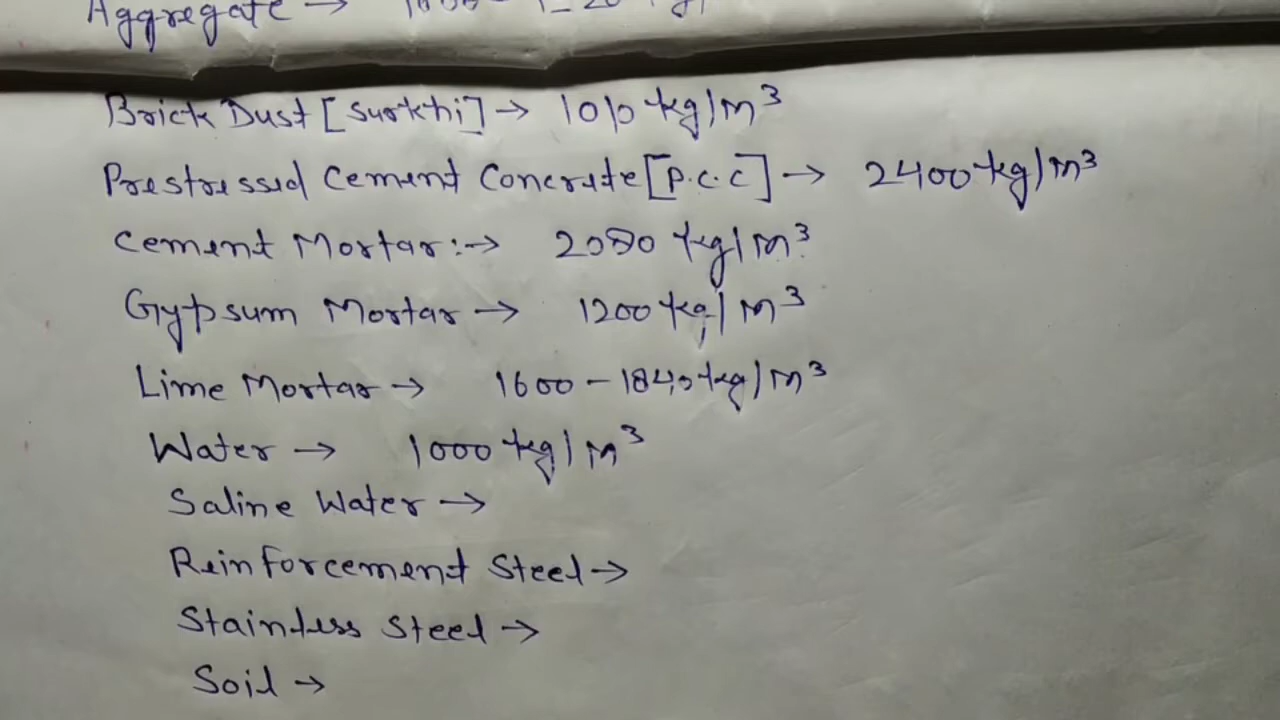 Aggregate →
Brick Dust [Surkhi] → 1010 kg/m³
Prestressed Cement Concrete [P.C.C] → 2400 kg/m³
Cement Mortar :→ 2080 kg/m³
Gypsum Mortar → 1200 kg/m³
Lime Mortar → 1600 - 1840 kg/m³
Water → 1000 kg/m³
Saline Water →
Reinforcement Steel →
Stainless Steel →
Soil →